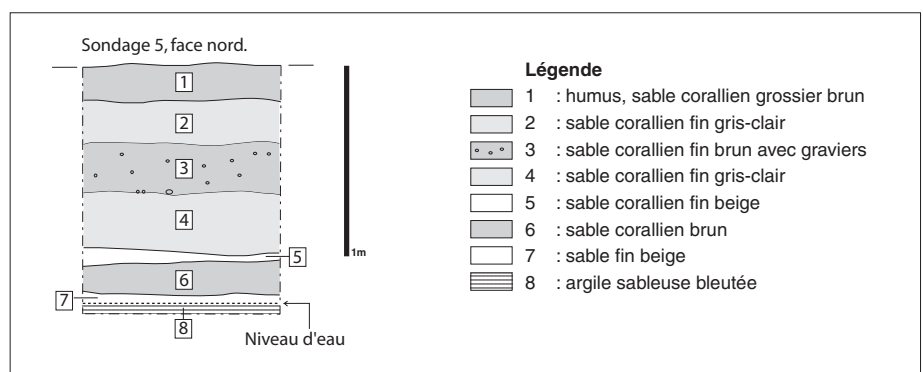 Sondage 5, face nord.
1
2
3
4
5
6
7
8
1m
Niveau d'eau
Légende
1 : humus, sable corallien grossier brun
2 : sable corallien fin gris-clair
3 : sable corallien fin brun avec graviers
4 : sable corallien fin gris-clair
5 : sable corallien fin beige
6 : sable corallien brun
7 : sable fin beige
8 : argile sableuse bleutée